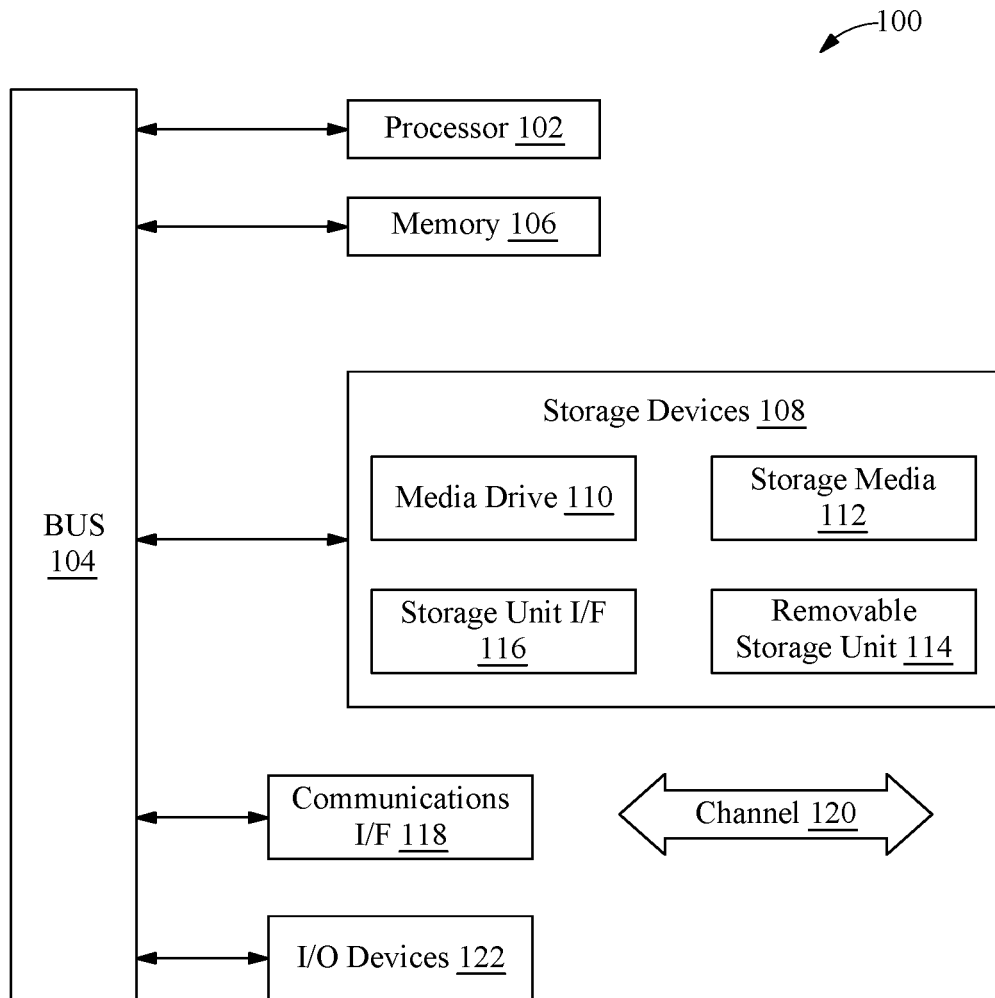 100
Processor 102
Memory 106
Storage Devices 108
Media Drive 110
Storage Media
112
BUS
104
Storage Unit I/F
116
Removable
Storage Unit 114
Communications
I/F 118
Channel 120
I/O Devices 122